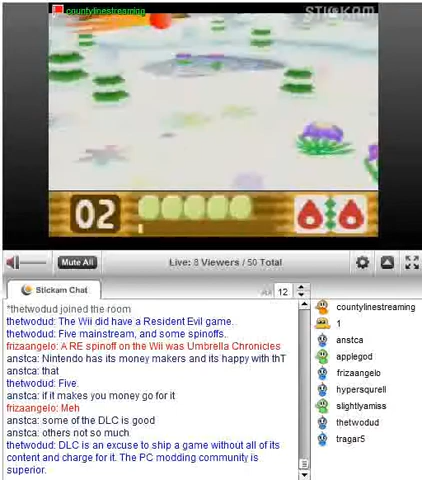 countylinestreaming
STICKAM
02
Mute All
Live: 8 Viewers / 50 Total
Stickam Chat
12
*thetwodud joined the room
thetwodud: The Wii did have a Resident Evil game.
thetwodud: Five mainstream, and some spinoffs..
frizaangelo: A RE spinoff on the Wii was Umbrella Chronicles
anstca: Nintendo has its money makers and its happy with thT
anstca: that
thetwodud: Five.
anstca: if it makes you money go for it
frizaangelo: Meh
anstca: some of the DLC is good
anstca: others not so much
thetwodud: DLC is an excuse to ship a game without all of its
content and charge for it. The PC modding community is
superior.
countylinestreaming
1
anstca
applegod
frizaangelo
hypersqurell
slightlyamiss
thetwodud
tragar5